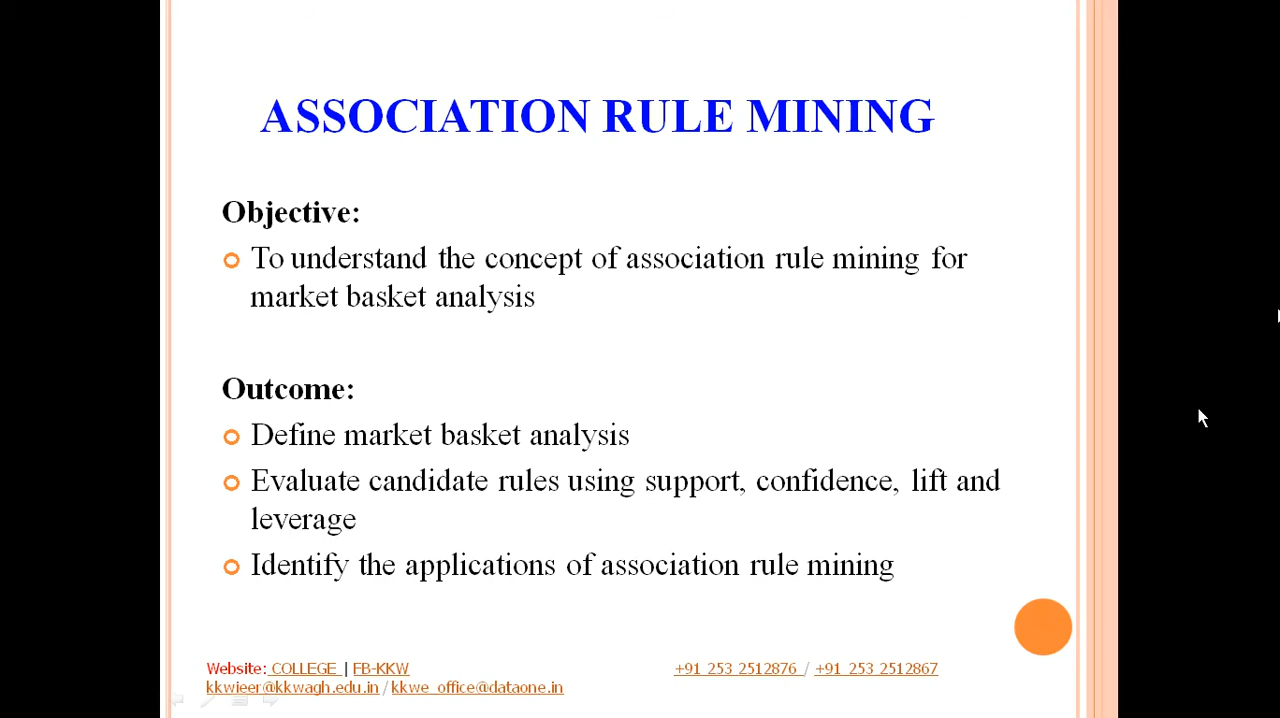 ASSOCIATION RULE MINING
Objective:
To understand the concept of association rule mining for
market basket analysis
Outcome:
Define market basket analysis
Evaluate candidate rules using support, confidence, lift and
leverage
Identify the applications of association rule mining
Website: COLLEGE | FB-KKW
+91 253 2512876 / +91 253 2512867
kkwieer@kkwagh.edu.in / kkwe_office@dataone.in